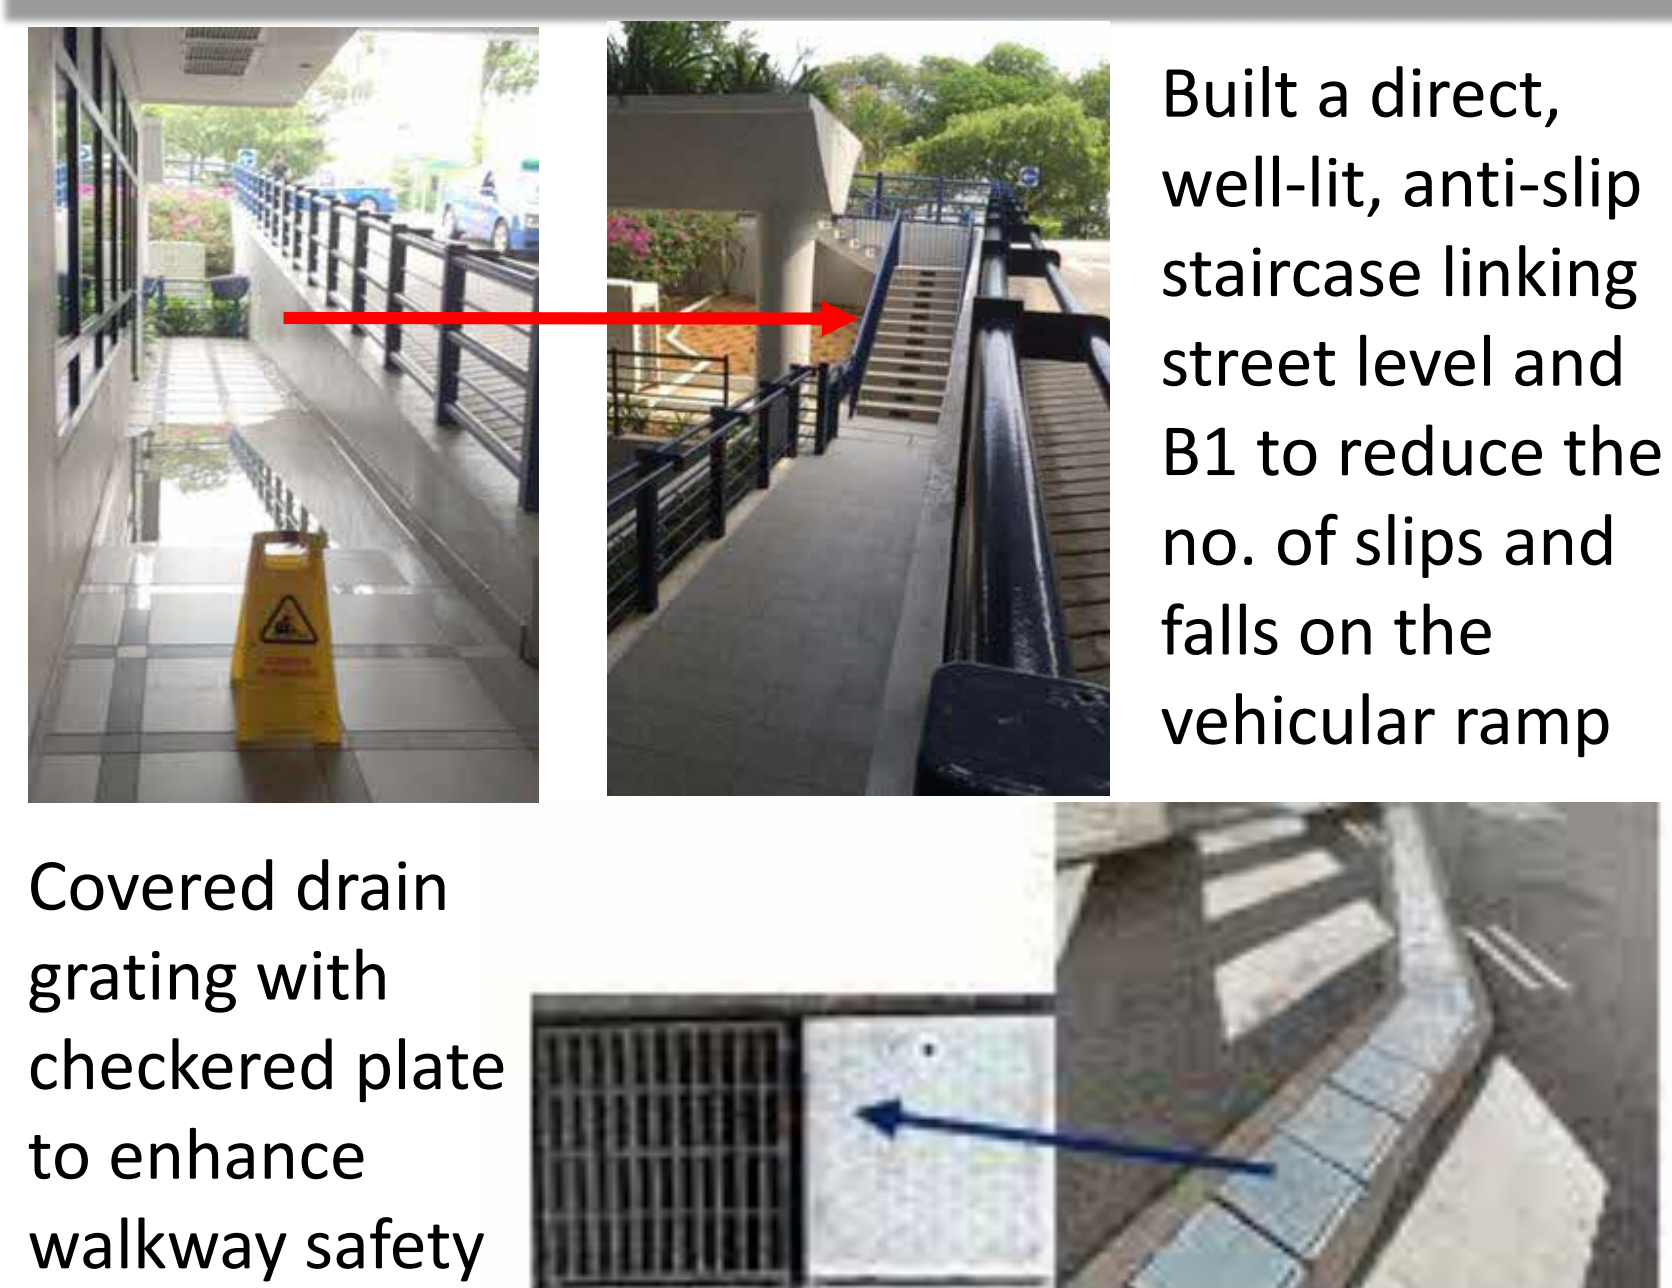 Built a direct,
well-lit, anti-slip
staircase linking
street level and
B1 to reduce the
no. of slips and
falls on the
vehicular ramp
Covered drain
grating with
checkered plate
to enhance
walkway safety